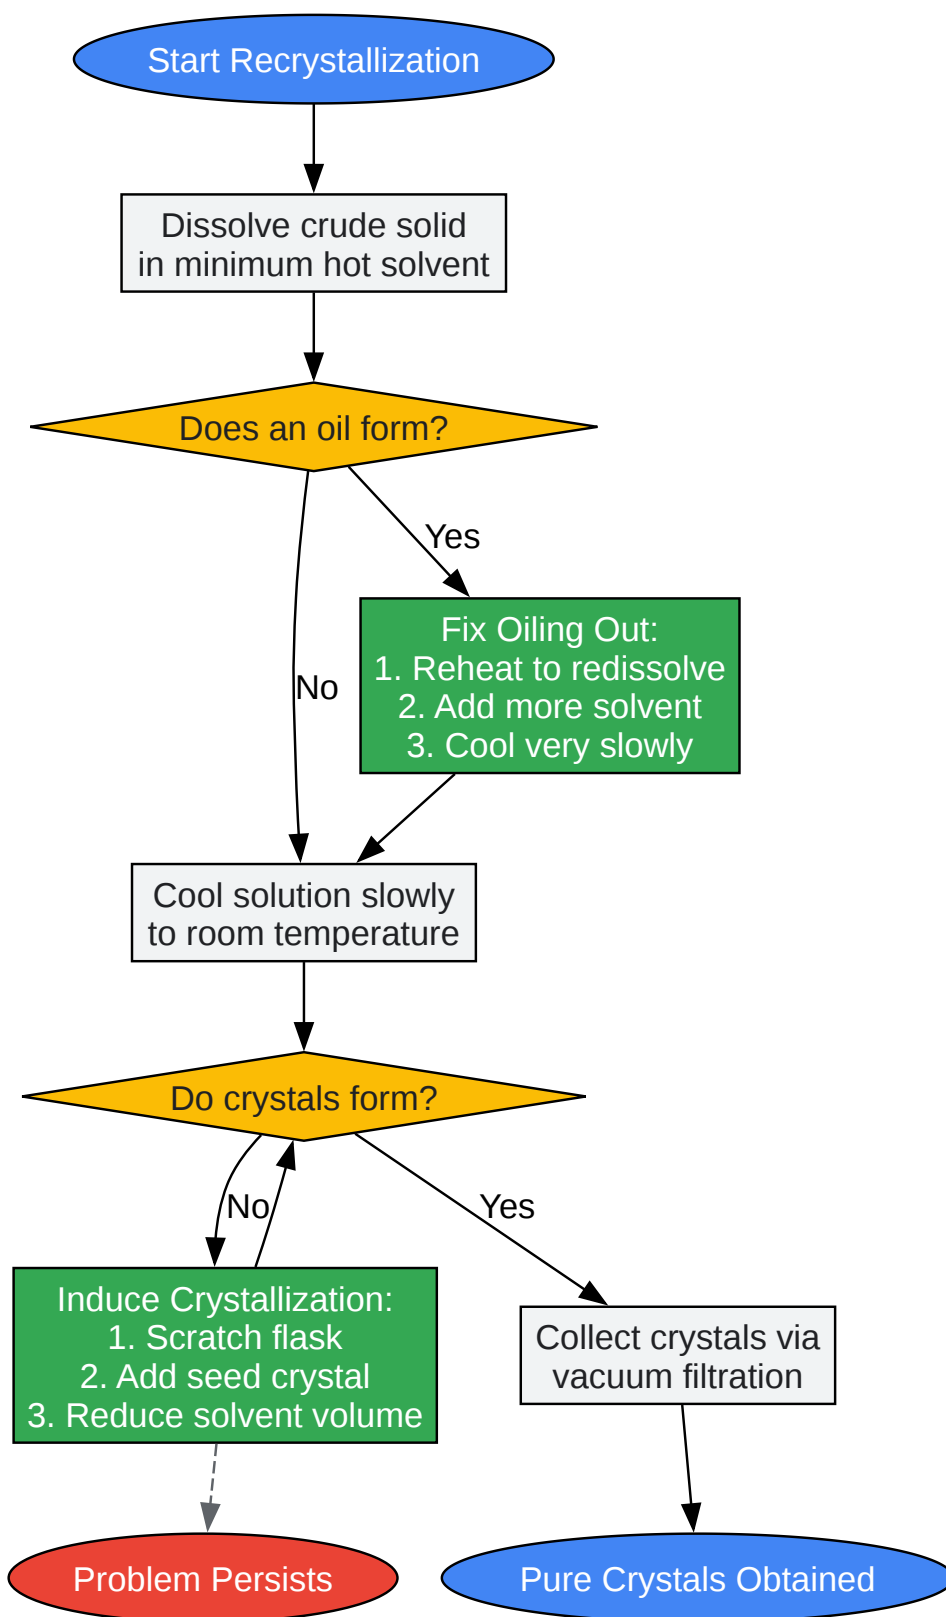 Start Recrystallization
Dissolve crude solid
in minimum hot solvent
Does an oil form?
Yes
Fix Oiling Out:
1. Reheat to redissolve
2. Add more solvent
3. Cool very slowly
No
Cool solution slowly
to room temperature
Do crystals form?
No
Yes
Induce Crystallization:
1. Scratch flask
2. Add seed crystal
3. Reduce solvent volume
Collect crystals via
vacuum filtration
Problem Persists
Pure Crystals Obtained